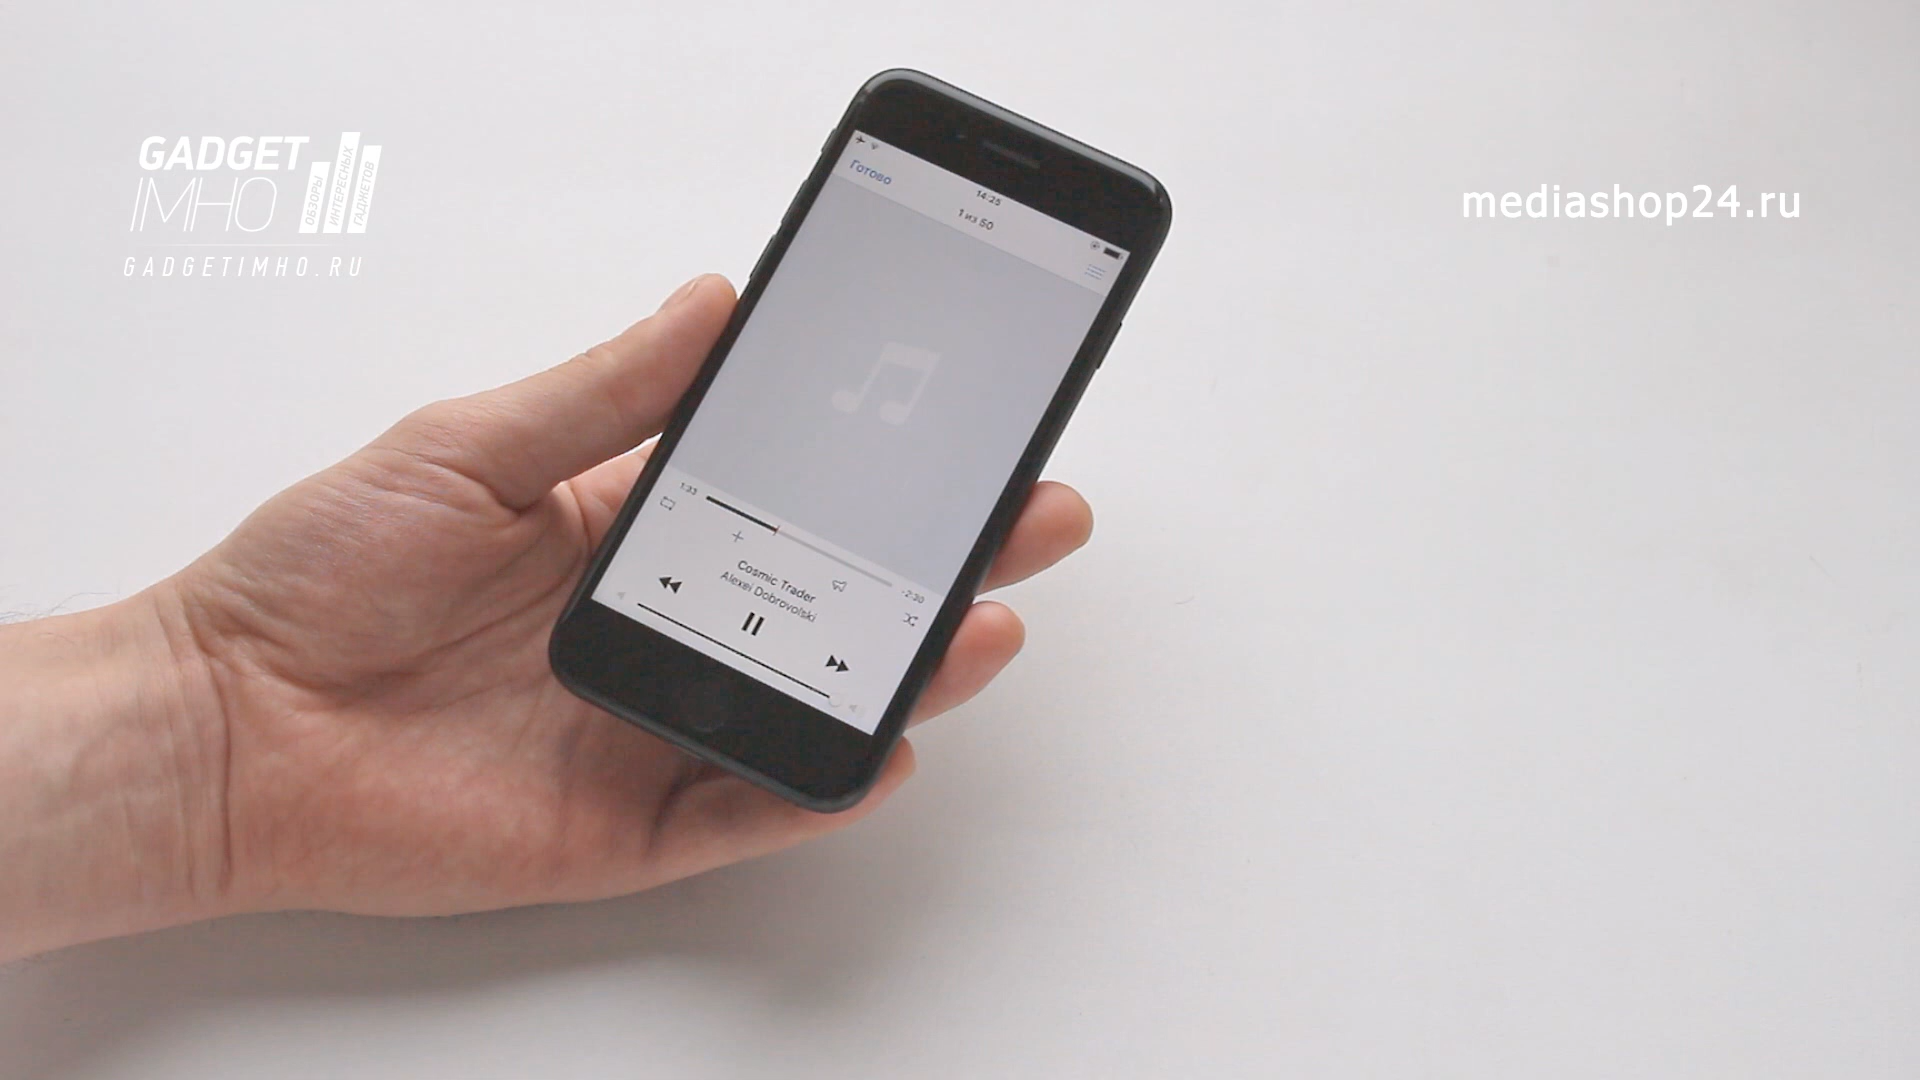 GADGET
IMHO
ОБЗОРЫ
ИНТЕРЕСНЫХ
ГАДЖЕТОВ
GADGETIMHO.RU
mediashop24.ru
14:25
Готово
1 из 50
1:33
-2:30
Cosmic Trader
Alexei Dobrovolski